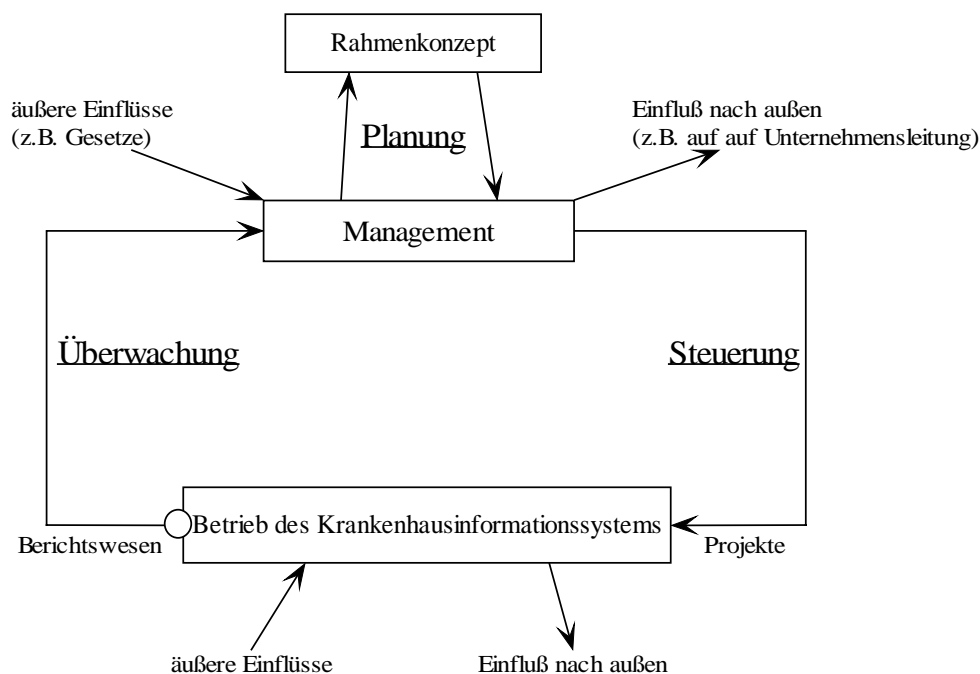 Rahmenkonzept
äußere Einflüsse
(z.B. Gesetze)
Planung
Einfluß nach außen
(z.B. auf auf Unternehmensleitung)
Management
Überwachung
Steuerung
Betrieb des Krankenhausinformationssystems
Berichtswesen
Projekte
äußere Einflüsse
Einfluß nach außen